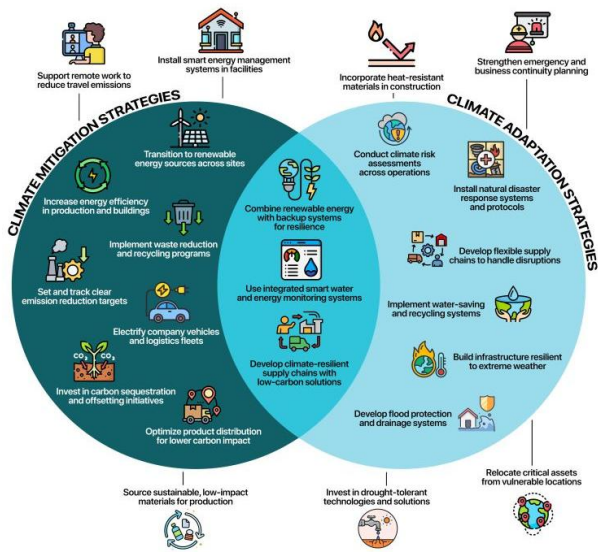 Support remote work to
reduce travel emissions
Install smart energy management
systems in facilities
Incorporate heat-resistant
materials in construction
Strengthen emergency and
business continuity planning
CLIMATE MITIGATION STRATEGIES
CLIMATE ADAPTATION STRATEGIES
Transition to renewable
energy sources across sites
Increase energy efficiency
in production and buildings
Implement waste reduction
and recycling programs
Set and track clear
emission reduction targets
Electrify company vehicles
and logistics fleets
CO₂ CO₂
Invest in carbon sequestration
and offsetting initiatives
Optimize product distribution
for lower carbon impact
Combine renewable energy
with backup systems
for resilience
Use integrated smart water
and energy monitoring systems
Develop climate-resilient
supply chains with
low-carbon solutions
Conduct climate risk
assessments
across operations
Install natural disaster
response systems
and protocols
Develop flexible supply
chains to handle disruptions
Implement water-saving
and recycling systems
Build infrastructure resilient
to extreme weather
Develop flood protection
and drainage systems
Source sustainable, low-impact
materials for production
Invest in drought-tolerant
technologies and solutions
Relocate critical assets
from vulnerable locations